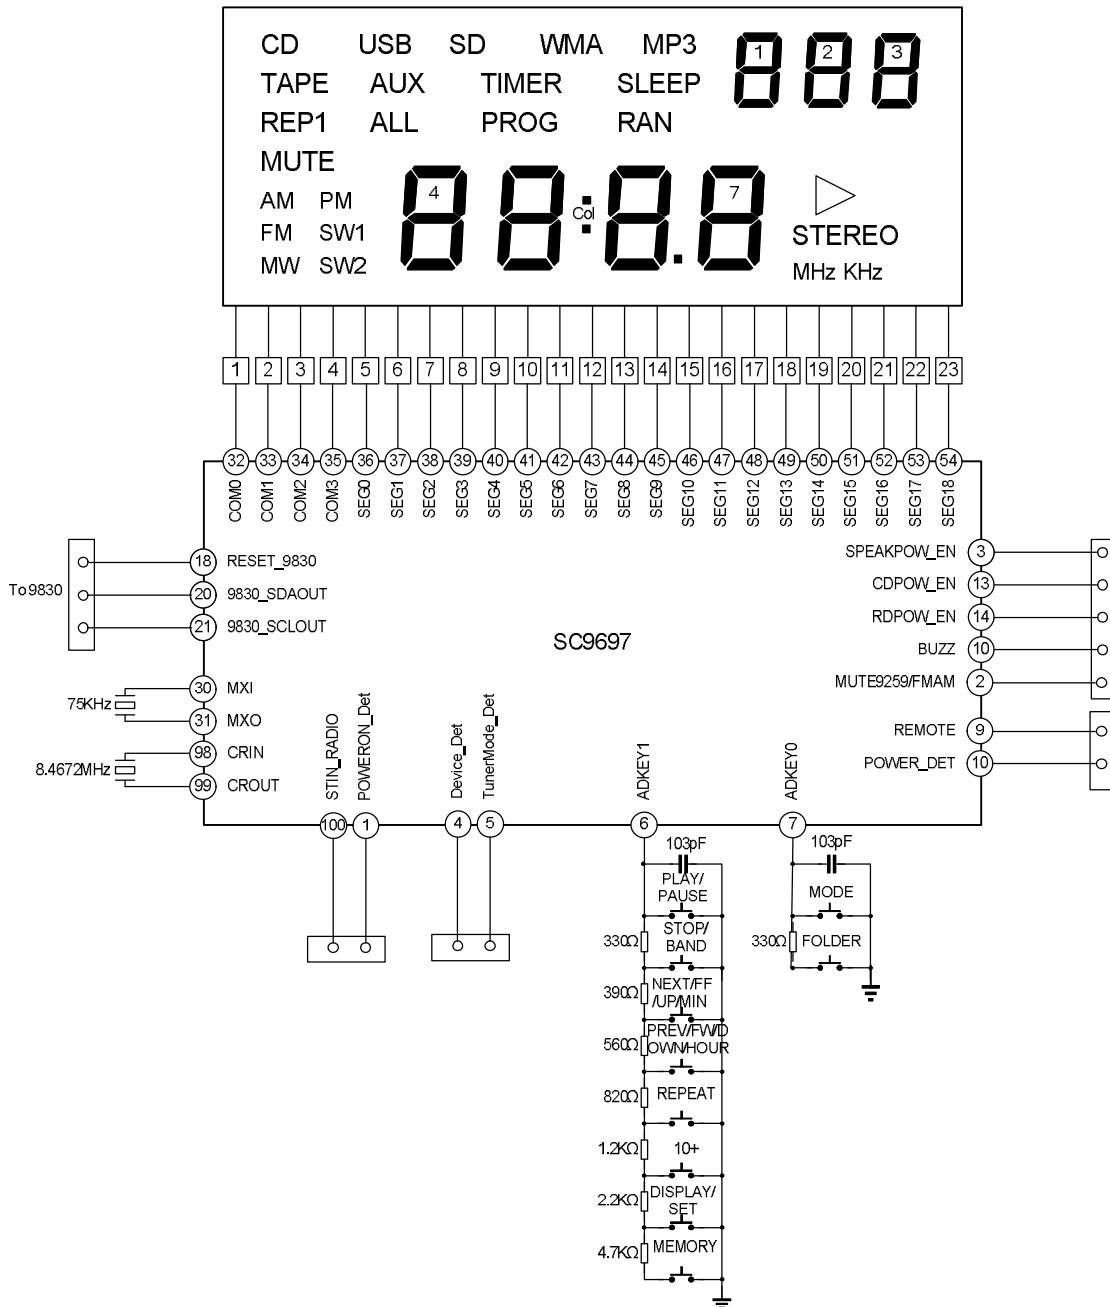 CD USB SD WMA MP3 1 2 3
TAPE AUX TIMER SLEEP
REP1 ALL PROG RAN
MUTE
AM PM 4 Col 7
FM SW1 STEREO
MW SW2 MHz KHz
1 2 3 4 5 6 7 8 9 10 11 12 13 14 15 16 17 18 19 20 21 22 23
32 33 34 35 36 37 38 39 40 41 42 43 44 45 46 47 48 49 50 51 52 53 54
COM0 COM1 COM2 COM3 SEG0 SEG1 SEG2 SEG3 SEG4 SEG5 SEG6 SEG7 SEG8 SEG9 SEG10 SEG11 SEG12 SEG13 SEG14 SEG15 SEG16 SEG17 SEG18
To 9830
18 RESET_9830
20 9830_SDAOUT
21 9830_SCLOUT
75KHz
30 MXI
31 MXO
8.4672MHz
98 CRIN
99 CROUT
SC9697
SPEAKPOW_EN 3
CDPOW_EN 13
RDPOW_EN 14
BUZZ 10
MUTE9259/FMAM 2
REMOTE 9
POWER_DET 10
STIN_RADIO POWERON_Det Device_Det TunerMode_Det ADKEY1 ADKEY0
100 1 4 5 6 7
103pF
PLAY/
PAUSE
330Ω STOP/
BAND
390Ω NEXT/FF
/UP/MIN
560Ω PREV/FW/D
OWN/HOUR
820Ω REPEAT
1.2KΩ 10+
2.2KΩ DISPLAY/
SET
4.7KΩ MEMORY
103pF
MODE
330Ω FOLDER